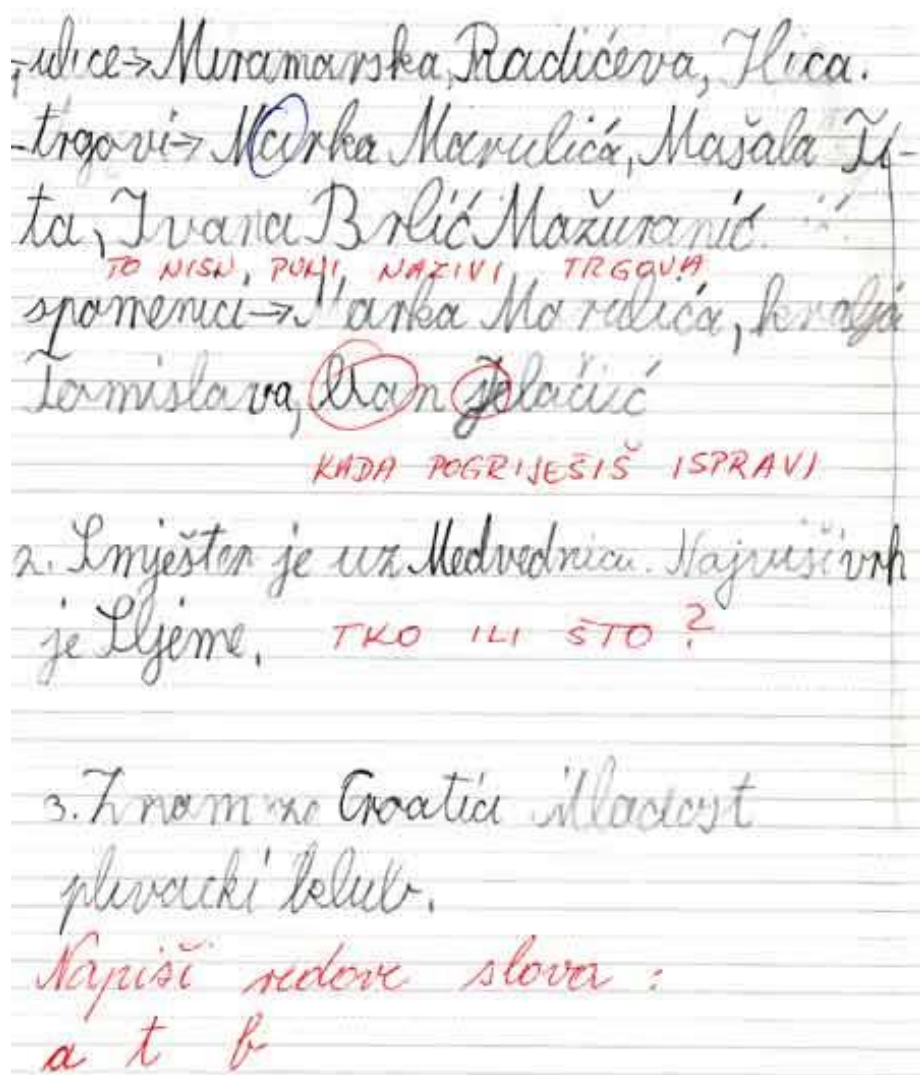 -ulice→Miramarska, Radićeva, Ilica.
-trgovi→Marka Marulića, Mašala Ti-
ta, Ivana Brlić Mažuranić.
TO NISU PUNI NAZIVI TRGOVA
spomenici→Marka Marulića, kralja
Tomislava, ban Jelačić
KADA POGRIJEŠIŠ ISPRAVI
2. Smješten je uz Medvednicu. Najviši vrh
je Sljeme.
TKO ILI ŠTO?
3. Znam za Croatia Mladost
plivacki klub.
Napiši redove slova:
a t b